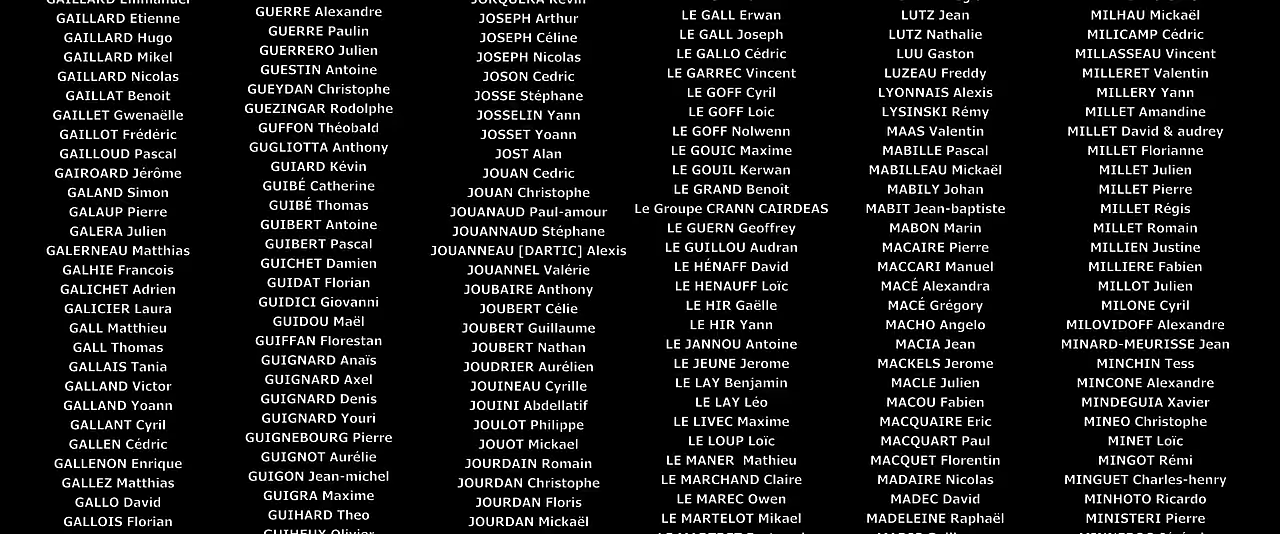 GAILLARD Emmanuel
GAILLARD Etienne
GAILLARD Hugo
GAILLARD Mikel
GAILLARD Nicolas
GAILLAT Benoit
GAILLET Gwenaëlle
GAILLOT Frédéric
GAILLOUD Pascal
GAIROARD Jérôme
GALAND Simon
GALAUP Pierre
GALERA Julien
GALERNEAU Matthias
GALHIE Francois
GALICHET Adrien
GALICIER Laura
GALL Matthieu
GALL Thomas
GALLAIS Tania
GALLAND Victor
GALLAND Yoann
GALLANT Cyril
GALLEN Cédric
GALLENON Enrique
GALLEZ Matthias
GALLO David
GALLOIS Florian
GUERRE Alexandre
GUERRE Paulin
GUERRERO Julien
GUESTIN Antoine
GUEYDAN Christophe
GUEZINGAR Rodolphe
GUFFON Théobald
GUGLIOTTA Anthony
GUIARD Kévin
GUIBÉ Catherine
GUIBÉ Thomas
GUIBERT Antoine
GUIBERT Pascal
GUICHET Damien
GUIDAT Florian
GUIDICI Giovanni
GUIDOU Maël
GUIFFAN Florestan
GUIGNARD Anaïs
GUIGNARD Axel
GUIGNARD Denis
GUIGNARD Youri
GUIGNEBOURG Pierre
GUIGNOT Aurélie
GUIGON Jean-michel
GUIGRA Maxime
GUIHARD Theo
GUIHEUX Olivier
JORQUERA Kevin
JOSEPH Arthur
JOSEPH Céline
JOSEPH Nicolas
JOSON Cedric
JOSSE Stéphane
JOSSELIN Yann
JOSSET Yoann
JOST Alan
JOUAN Cedric
JOUAN Christophe
JOUANAUD Paul-amour
JOUANNAUD Stéphane
JOUANNEAU [DARTIC] Alexis
JOUANNEL Valérie
JOUBAIRE Anthony
JOUBERT Célie
JOUBERT Guillaume
JOUBERT Nathan
JOUDRIER Aurélien
JOUINEAU Cyrille
JOUINI Abdellatif
JOULOT Philippe
JOUOT Mickael
JOURDAIN Romain
JOURDAN Christophe
JOURDAN Floris
JOURDAN Mickaël
LE GALL Erwan
LE GALL Joseph
LE GALLO Cédric
LE GARREC Vincent
LE GOFF Cyril
LE GOFF Loic
LE GOFF Nolwenn
LE GOUIC Maxime
LE GOUIL Kerwan
LE GRAND Benoît
Le Groupe CRANN CAIRDEAS
LE GUERN Geoffrey
LE GUILLOU Audran
LE HÉNAFF David
LE HENAUFF Loïc
LE HIR Gaëlle
LE HIR Yann
LE JANNOU Antoine
LE JEUNE Jerome
LE LAY Benjamin
LE LAY Léo
LE LIVEC Maxime
LE LOUP Loïc
LE MANER  Mathieu
LE MARCHAND Claire
LE MAREC Owen
LE MARTELOT Mikael
LUTZ Jean
LUTZ Nathalie
LUU Gaston
LUZEAU Freddy
LYONNAIS Alexis
LYSINSKI Rémy
MAAS Valentin
MABILLE Pascal
MABILLEAU Mickaël
MABILY Johan
MABIT Jean-baptiste
MABON Marin
MACAIRE Pierre
MACCARI Manuel
MACÉ Alexandra
MACÉ Grégory
MACHO Angelo
MACIA Jean
MACKELS Jerome
MACLE Julien
MACOU Fabien
MACQUAIRE Eric
MACQUART Paul
MACQUET Florentin
MADAIRE Nicolas
MADEC David
MADELEINE Raphaël
MILHAU Mickaël
MILICAMP Cédric
MILLASSEAU Vincent
MILLERET Valentin
MILLERY Yann
MILLET Amandine
MILLET David & audrey
MILLET Florianne
MILLET Julien
MILLET Pierre
MILLET Régis
MILLET Romain
MILLIEN Justine
MILLIERE Fabien
MILLOT Julien
MILONE Cyril
MILOVIDOFF Alexandre
MINARD-MEURISSE Jean
MINCHIN Tess
MINCONE Alexandre
MINDEGUIA Xavier
MINEO Christophe
MINET Loïc
MINGOT Rémi
MINGUET Charles-henry
MINHOTO Ricardo
MINISTERI Pierre